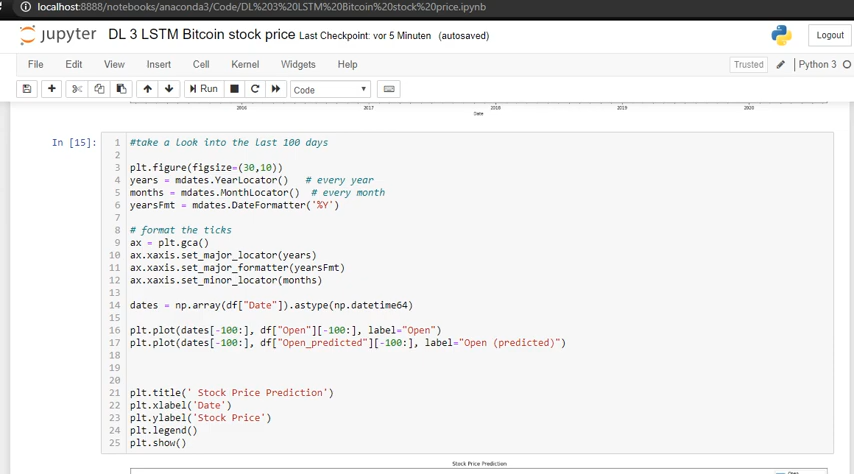 localhost:8888/notebooks/anaconda3/Code/DL%203%20LSTM%20Bitcoin%20stock%20price.ipynb
jupyter DL 3 LSTM Bitcoin stock price Last Checkpoint: vor 5 Minuten (autosaved)
Logout
File Edit View Insert Cell Kernel Widgets Help
Trusted Python 3
Run Code
2016 2017 2018 2019 2020
Date
In [15]:
1 #take a look into the last 100 days
2
3 plt.figure(figsize=(30,10))
4 years = mdates.YearLocator() # every year
5 months = mdates.MonthLocator() # every month
6 yearsFmt = mdates.DateFormatter('%Y')
7
8 # format the ticks
9 ax = plt.gca()
10 ax.xaxis.set_major_locator(years)
11 ax.xaxis.set_major_formatter(yearsFmt)
12 ax.xaxis.set_minor_locator(months)
13
14 dates = np.array(df["Date"]).astype(np.datetime64)
15
16 plt.plot(dates[-100:], df["Open"][-100:], label="Open")
17 plt.plot(dates[-100:], df["Open_predicted"][-100:], label="Open (predicted)")
18
19
20
21 plt.title(' Stock Price Prediction')
22 plt.xlabel('Date')
23 plt.ylabel('Stock Price')
24 plt.legend()
25 plt.show()
Stock Price Prediction
Open